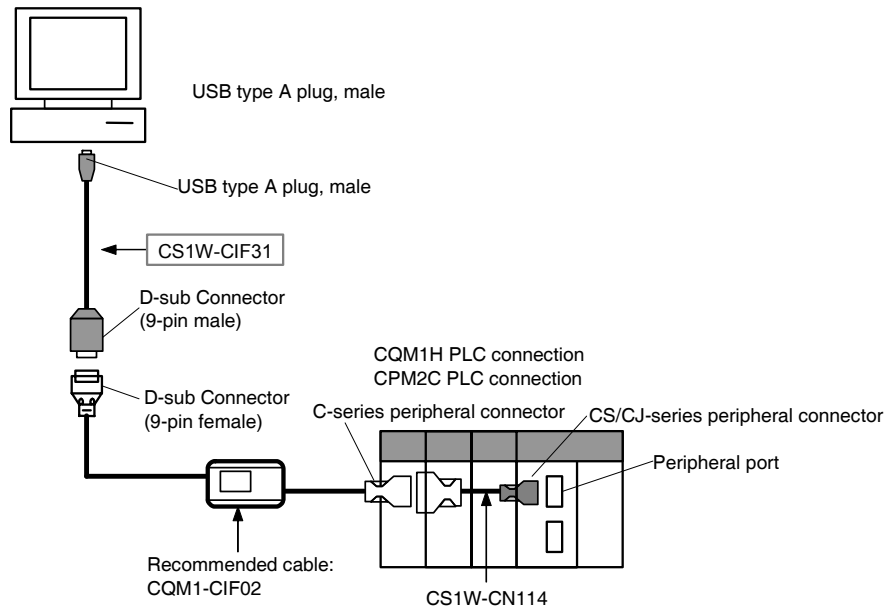 USB type A plug, male
USB type A plug, male
CS1W-CIF31
D-sub Connector
(9-pin male)
CQM1H PLC connection
CPM2C PLC connection
D-sub Connector
(9-pin female)
C-series peripheral connector
CS/CJ-series peripheral connector
Peripheral port
Recommended cable:
CQM1-CIF02
CS1W-CN114